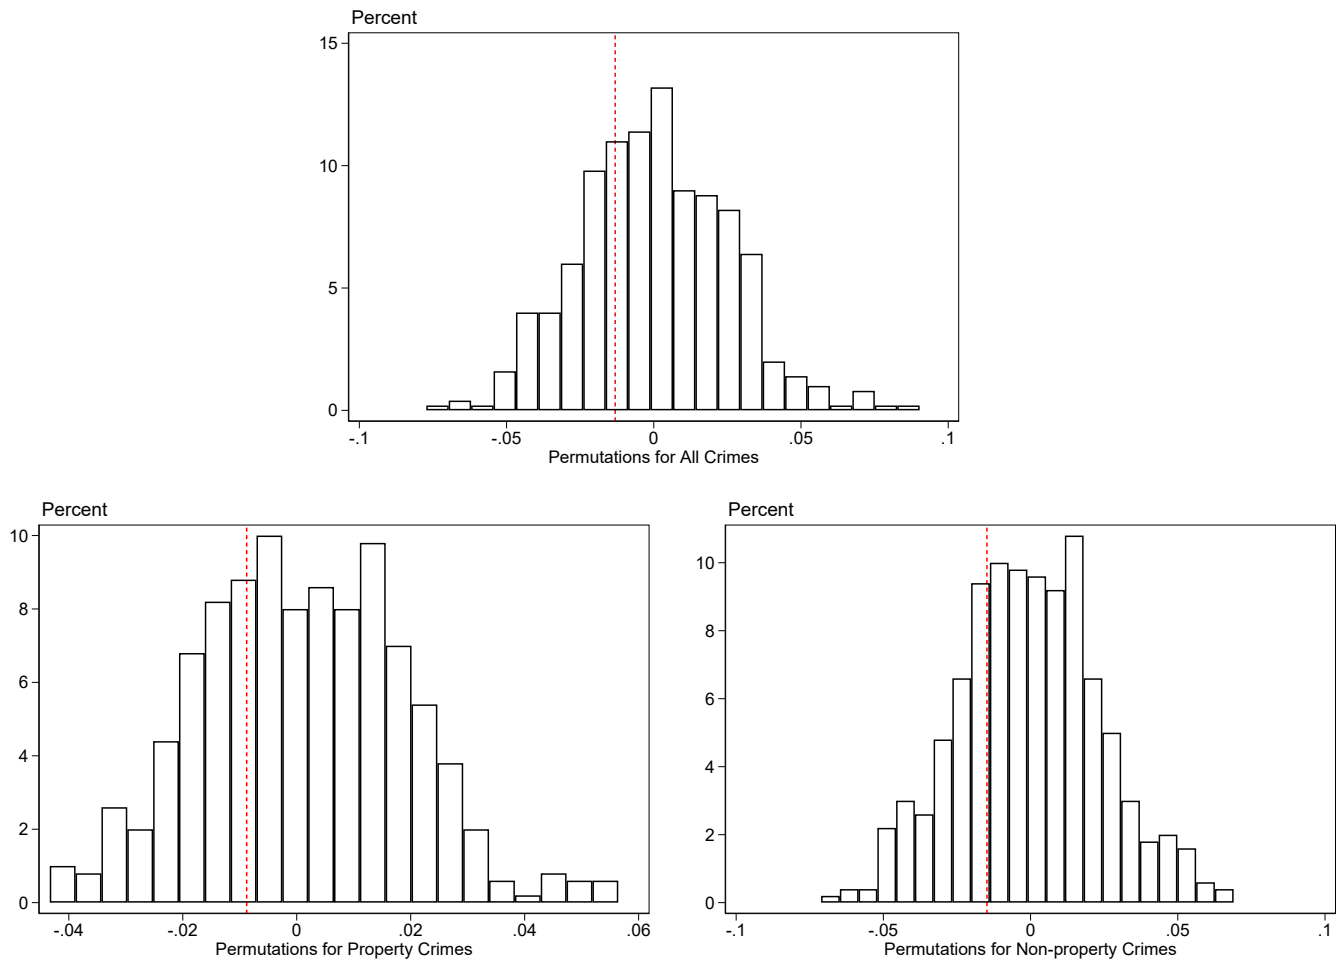 Percent
15
10
5
0
-.1 -.05 0 .05 .1
Permutations for All Crimes
Percent
10
8
6
4
2
0
-.04 -.02 0 .02 .04 .06
Permutations for Property Crimes
Percent
10
8
6
4
2
0
-.1 -.05 0 .05 .1
Permutations for Non-property Crimes